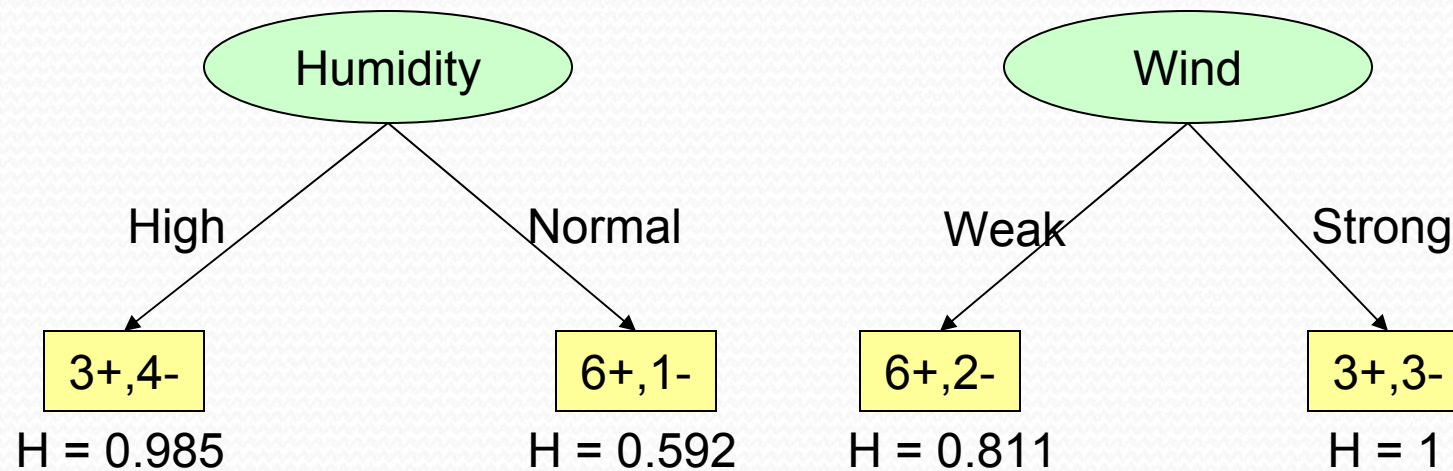 Humidity
Wind
High
Normal
Weak
Strong
3+,4-
6+,1-
6+,2-
3+,3-
H = 0.985
H = 0.592
H = 0.811
H = 1